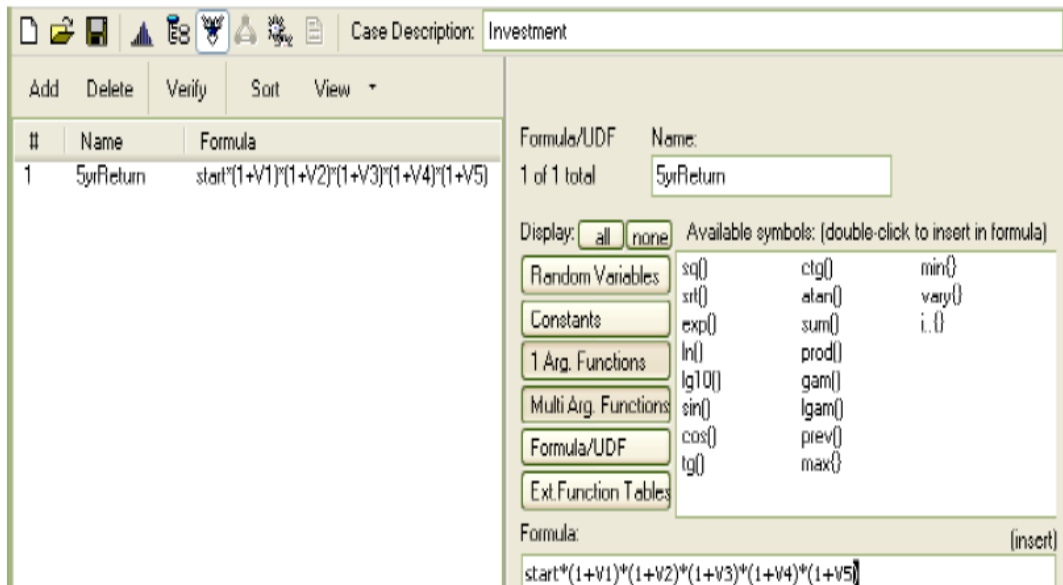 Case Description: Investment
Add Delete Verify Sort View
# Name Formula
1 5yrReturn start*(1+V1)*(1+V2)*(1+V3)*(1+V4)*(1+V5)
Formula/UDF Name:
1 of 1 total 5yrReturn
Display: all none Available symbols: (double-click to insert in formula)
Random Variables
Constants
1 Arg. Functions
Multi Arg. Functions
Formula/UDF
Ext.Function Tables
sq() ctg() min{}
srt() atan() vary{}
exp() sum() i..{}
ln() prod()
lg10() gam()
sin() lgam()
cos() prev()
tg() max{}
Formula: (insert)
start*(1+V1)*(1+V2)*(1+V3)*(1+V4)*(1+V5)